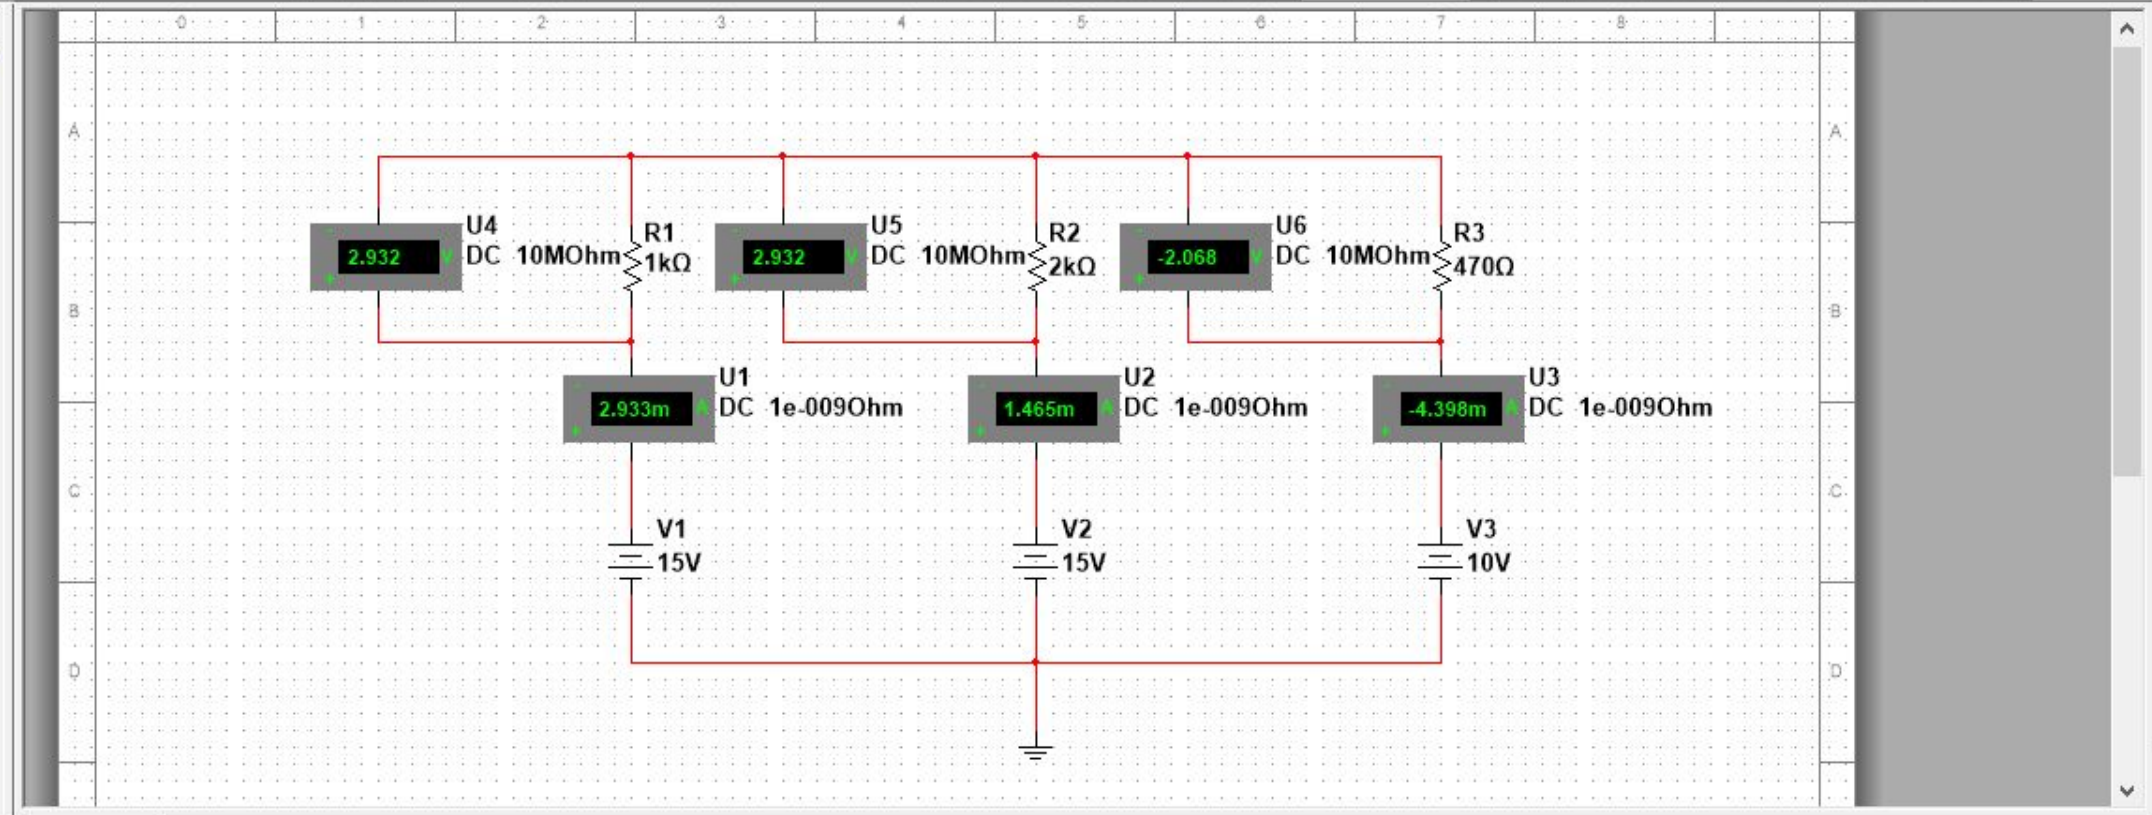 0 1 2 3 4 5 6 7 8
A A
U4 U5 U6
R1 R2 R3
- 2.932 V + DC 10MOhm 1kΩ - 2.932 V + DC 10MOhm 2kΩ - -2.068 V + DC 10MOhm 470Ω
B B
U1 U2 U3
- 2.933m A + DC 1e-009Ohm - 1.465m A + DC 1e-009Ohm - -4.398m A + DC 1e-009Ohm
C C
V1 V2 V3
15V 15V 10V
D D